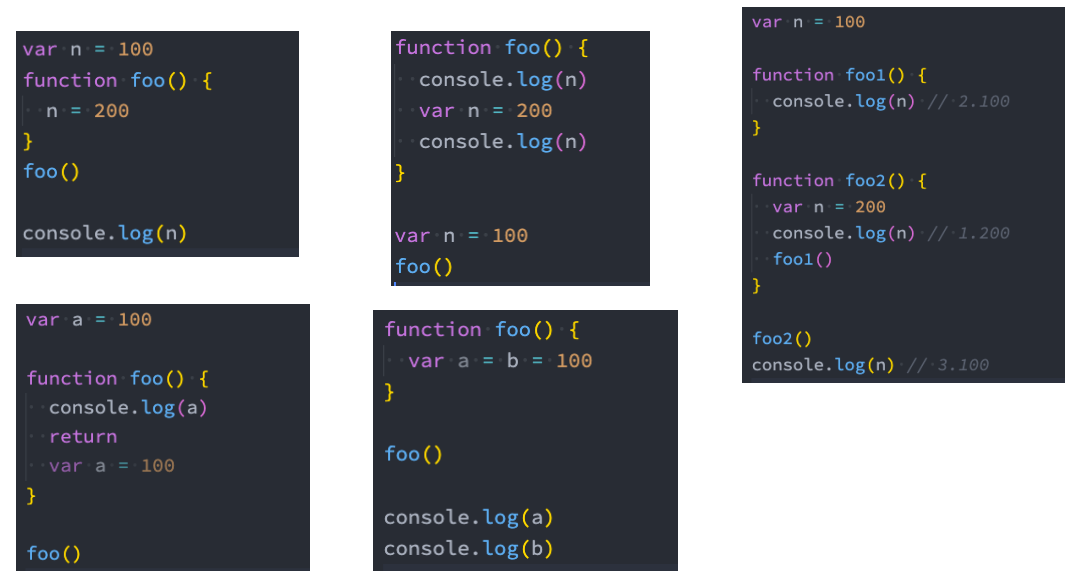 var n = 100
function foo() {
  n = 200
}
foo()

console.log(n)

function foo() {
  console.log(n)
  var n = 200
  console.log(n)
}

var n = 100
foo()

var n = 100

function foo1() {
  console.log(n) // 2.100
}

function foo2() {
  var n = 200
  console.log(n) // 1.200
  foo1()
}

foo2()
console.log(n) // 3.100

var a = 100

function foo() {
  console.log(a)
  return
  var a = 100
}

foo()

function foo() {
  var a = b = 100
}

foo()

console.log(a)
console.log(b)